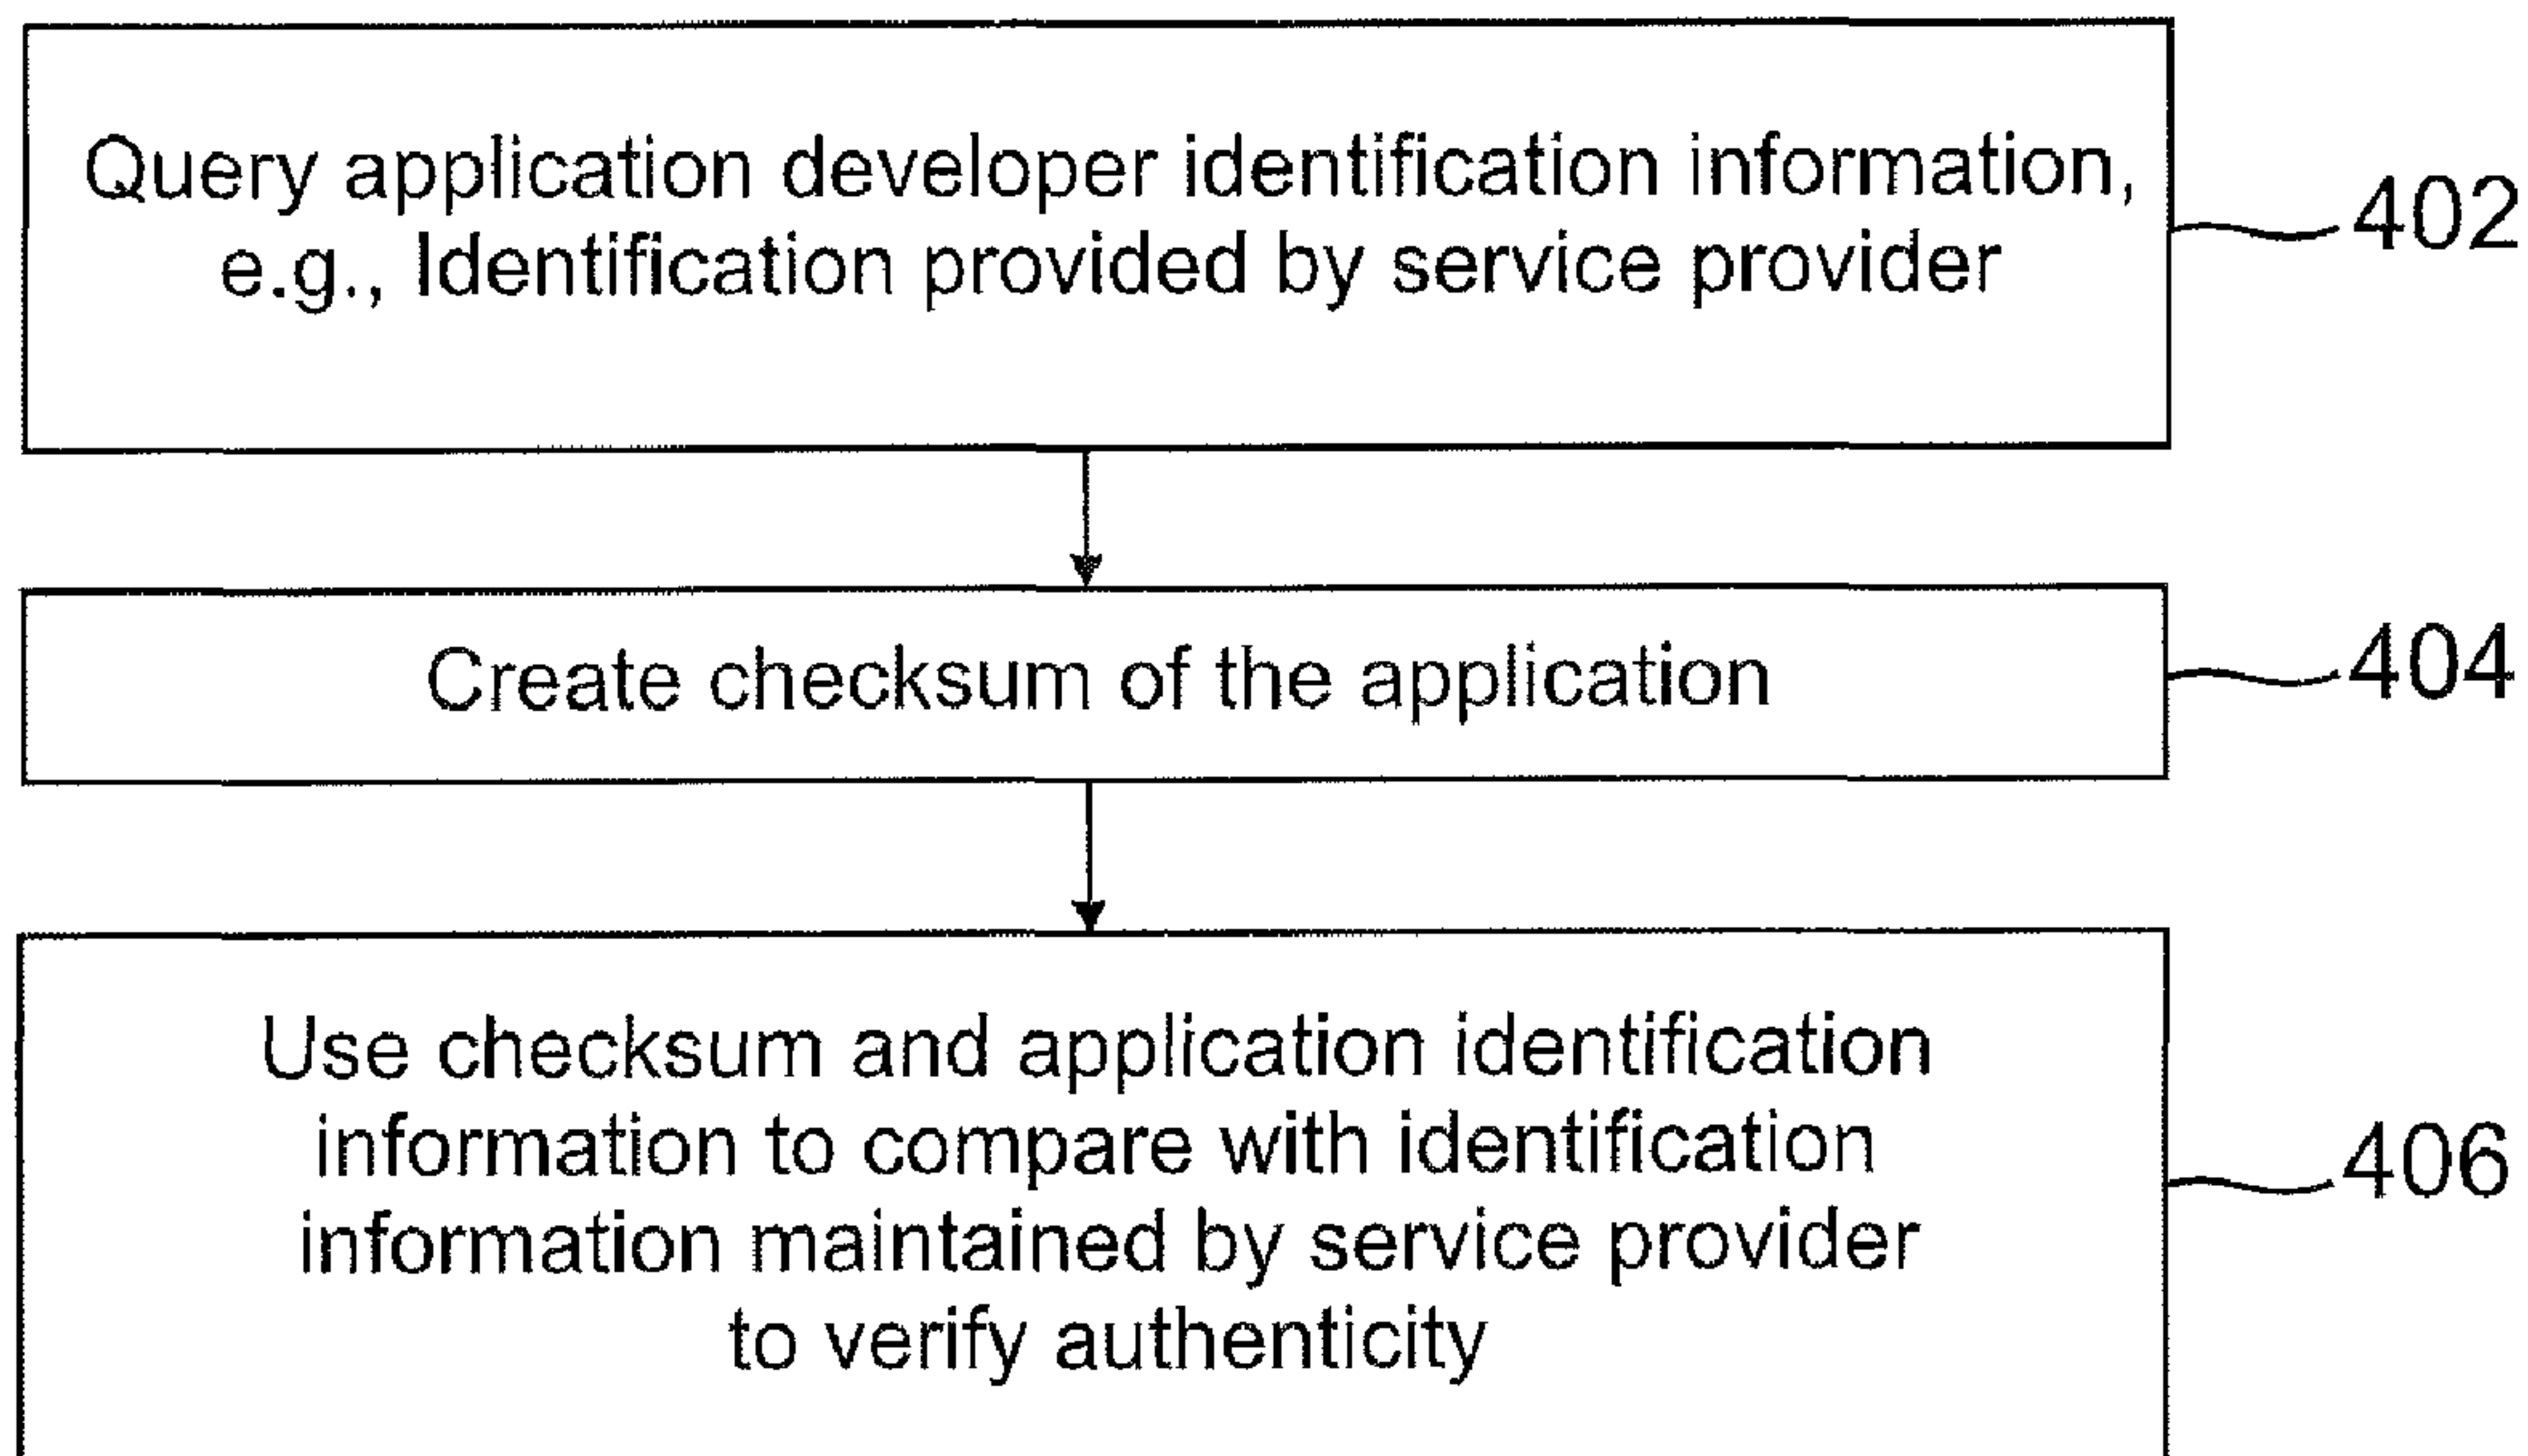 Query application developer identification information,
e.g., Identification provided by service provider
402
Create checksum of the application
404
Use checksum and application identification
information to compare with identification
information maintained by service provider
to verify authenticity
406